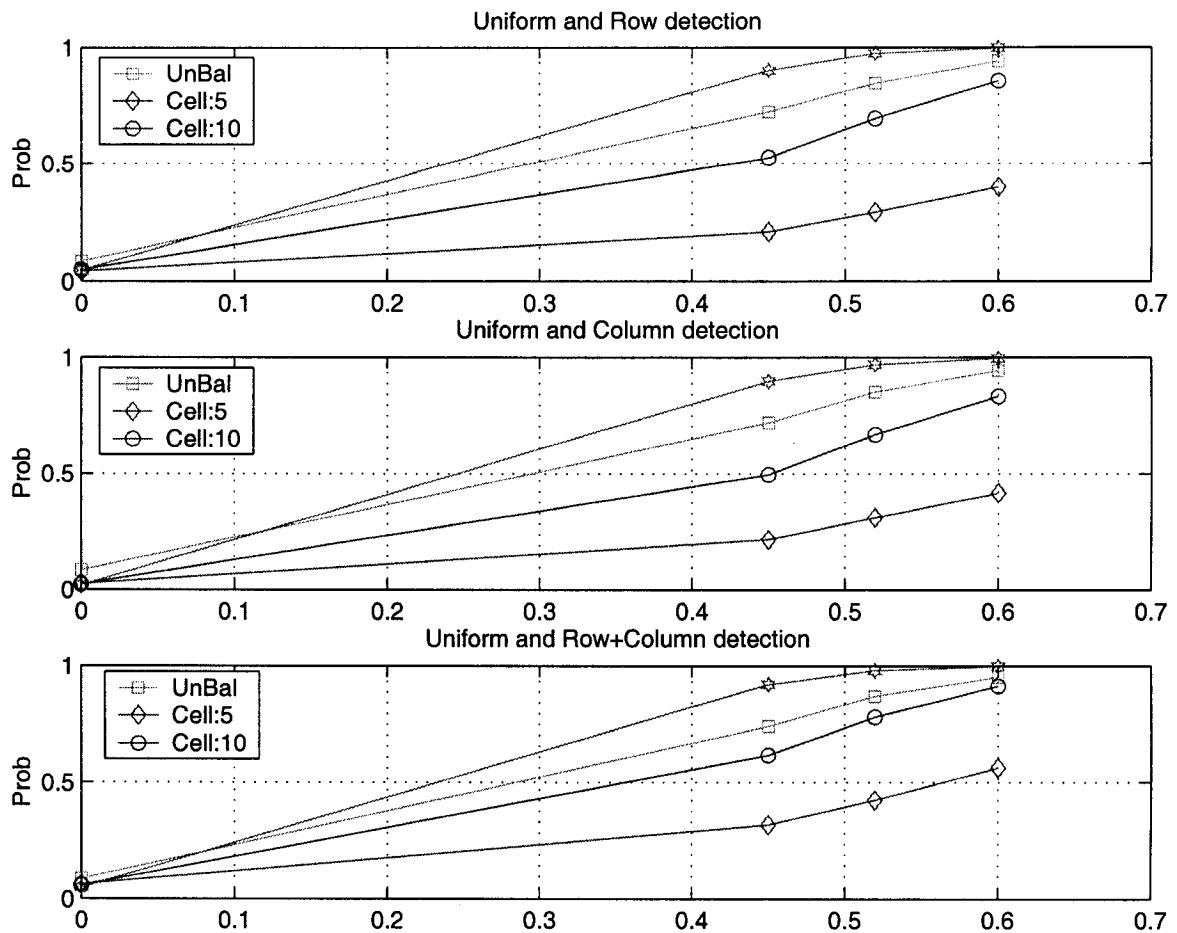 Uniform and Row detection
1
UnBal
Cell:5
Cell:10
Prob
0.5
0
0 0.1 0.2 0.3 0.4 0.5 0.6 0.7
Uniform and Column detection
1
UnBal
Cell:5
Cell:10
Prob
0.5
0
0 0.1 0.2 0.3 0.4 0.5 0.6 0.7
Uniform and Row+Column detection
1
UnBal
Cell:5
Cell:10
Prob
0.5
0
0 0.1 0.2 0.3 0.4 0.5 0.6 0.7